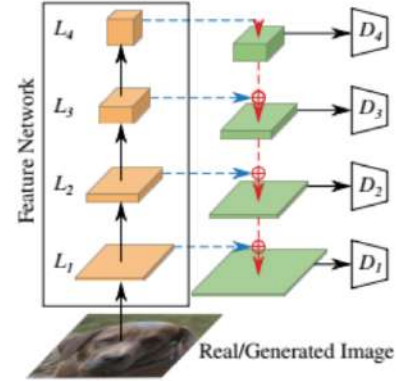 Feature Network
L4
D4
L3
D3
L2
D2
L1
D1
Real/Generated Image